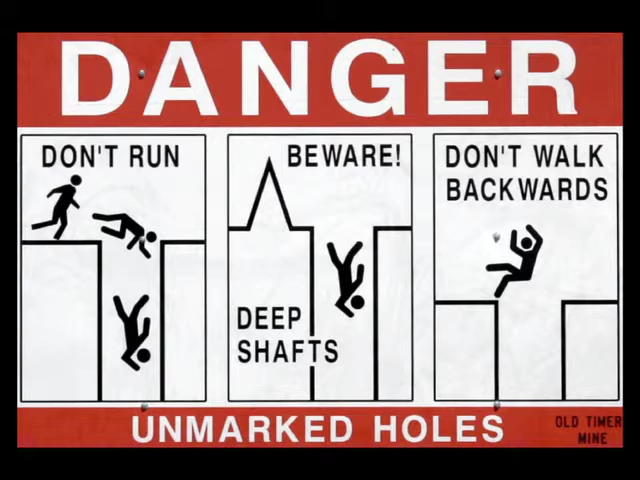 DANGER
DON'T RUN
BEWARE!
DEEP
SHAFTS
DON'T WALK
BACKWARDS
UNMARKED HOLES
OLD TIMER
MINE